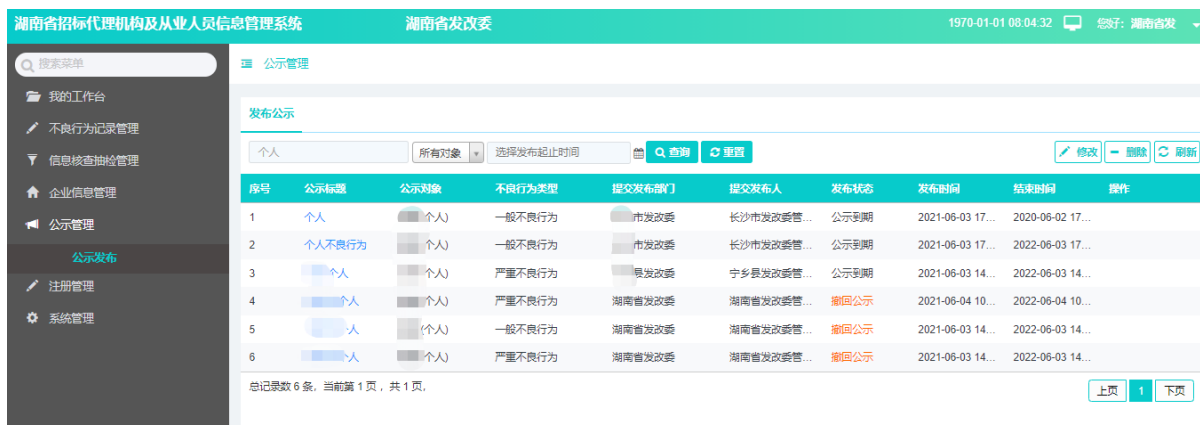 湖南省招标代理机构及从业人员信息管理系统 湖南省发改委 1970-01-01 08:04:32 您好: 湖南省发
搜索菜单
我的工作台
不良行为记录管理
信息核查抽检管理
企业信息管理
公示管理
公示发布
注册管理
系统管理
公示管理
发布公示
个人 所有对象 选择发布起止时间 查询 重置 修改 删除 刷新
序号 公示标题 公示对象 不良行为类型 提交发布部门 提交发布人 发布状态 发布时间 结束时间 操作
1 个人 个人) 一般不良行为 市发改委 长沙市发改委管... 公示到期 2021-06-03 17... 2020-06-02 17...
2 个人不良行为 个人) 一般不良行为 市发改委 长沙市发改委管... 公示到期 2021-06-03 17... 2022-06-03 17...
3 个人 个人) 严重不良行为 县发改委 宁乡县发改委管... 公示到期 2021-06-03 14... 2022-06-03 14...
4 个人 个人) 严重不良行为 湖南省发改委 湖南省发改委管... 撤回公示 2021-06-04 10... 2022-06-04 10...
5 人 (个人) 一般不良行为 湖南省发改委 湖南省发改委管... 撤回公示 2021-06-03 14... 2022-06-03 14...
6 人 个人) 严重不良行为 湖南省发改委 湖南省发改委管... 撤回公示 2021-06-03 14... 2022-06-03 14...
总记录数 6 条, 当前第 1 页 , 共 1 页, 上页 1 下页